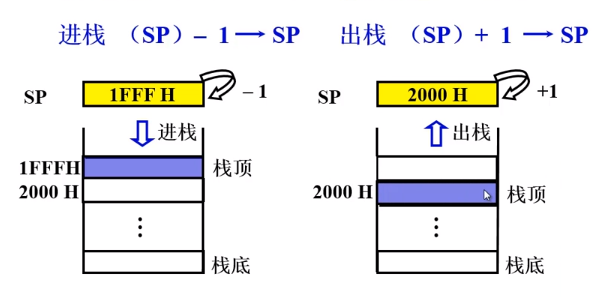 进栈 （SP）– 1 → SP
出栈 （SP）+ 1 → SP
SP
1FFF H
– 1
进栈
1FFFH
栈顶
2000 H
⋮
栈底
SP
2000 H
+1
出栈
2000 H
栈顶
⋮
栈底